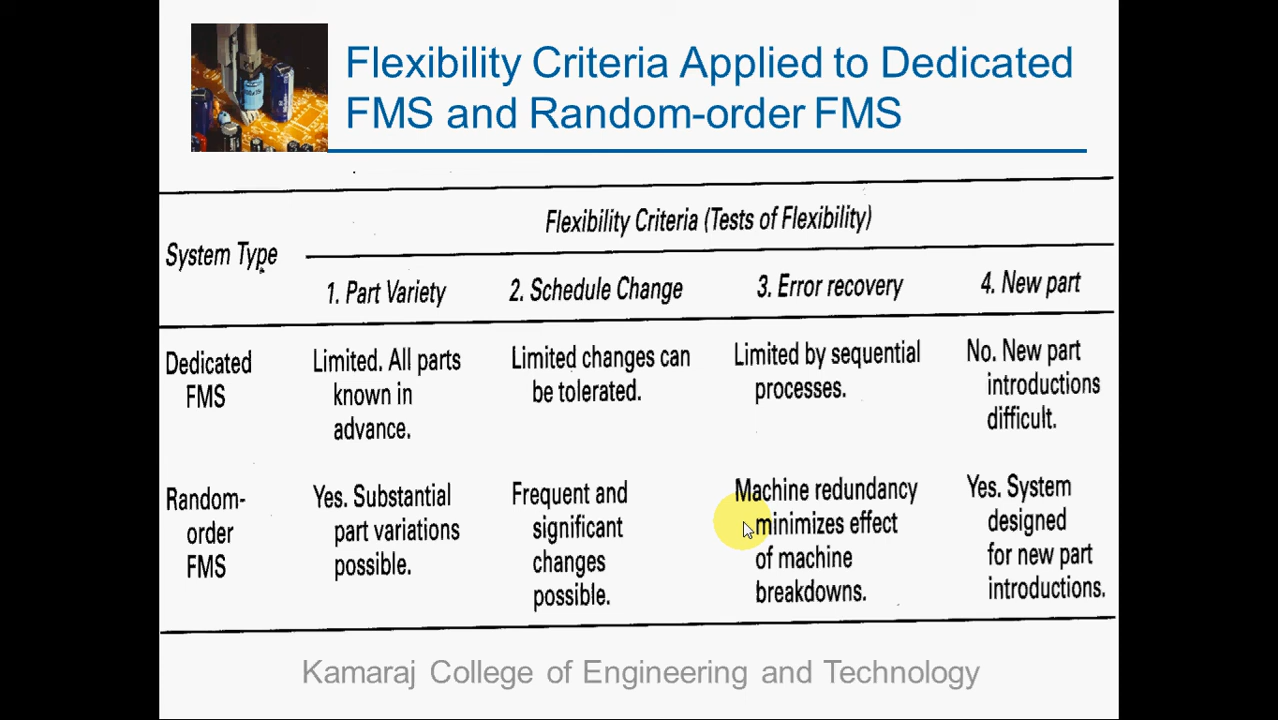 Flexibility Criteria Applied to Dedicated
FMS and Random-order FMS
Flexibility Criteria (Tests of Flexibility)
System Type
1. Part Variety 2. Schedule Change 3. Error recovery 4. New part
Dedicated FMS
Limited. All parts known in advance.
Limited changes can be tolerated.
Limited by sequential processes.
No. New part introductions difficult.
Random-order FMS
Yes. Substantial part variations possible.
Frequent and significant changes possible.
Machine redundancy minimizes effect of machine breakdowns.
Yes. System designed for new part introductions.
Kamaraj College of Engineering and Technology